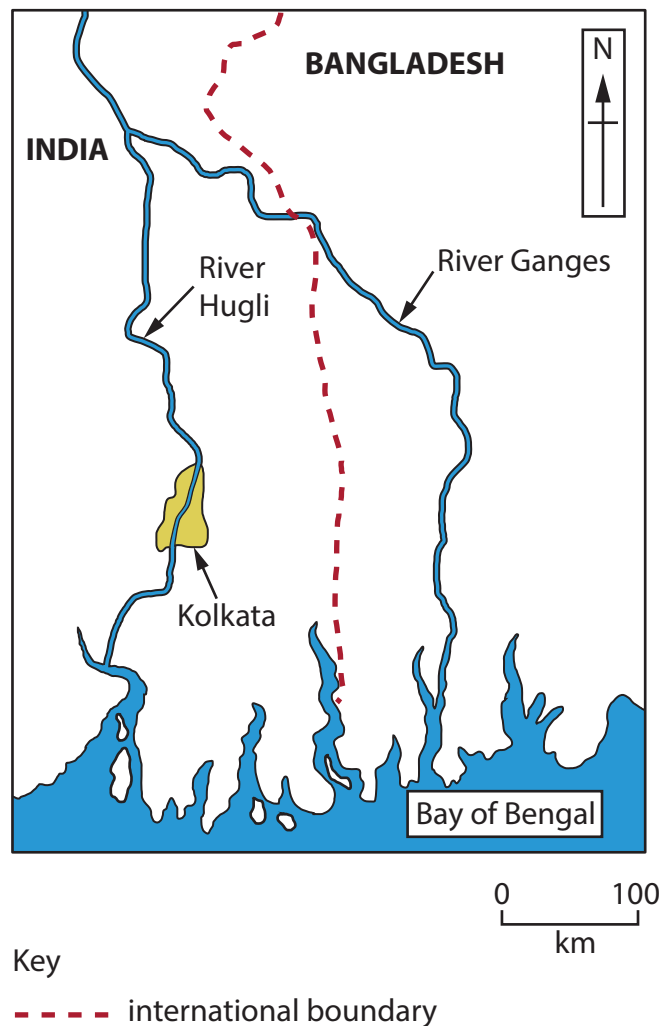 BANGLADESH
N
INDIA
River
Hugli
River Ganges
Kolkata
Bay of Bengal
0 100
km
Key
international boundary